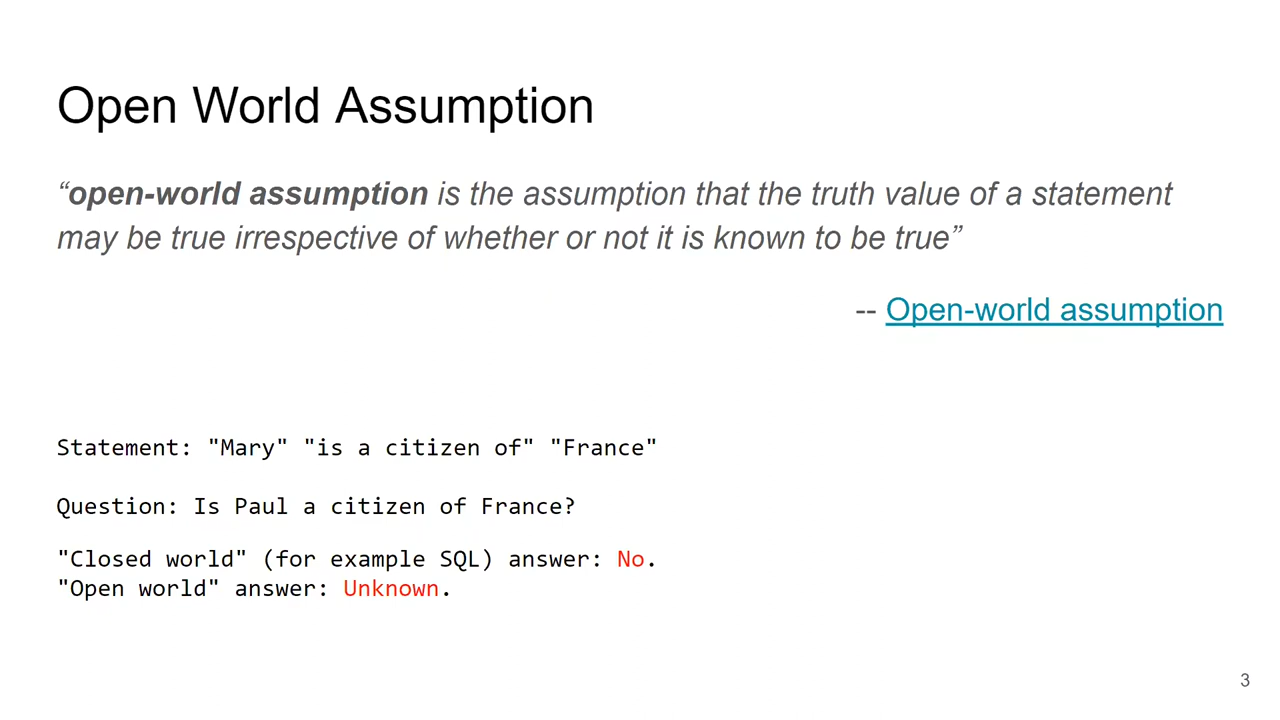 Open World Assumption
“open-world assumption is the assumption that the truth value of a statement
may be true irrespective of whether or not it is known to be true”
-- Open-world assumption
Statement: "Mary" "is a citizen of" "France"
Question: Is Paul a citizen of France?
"Closed world" (for example SQL) answer: No.
"Open world" answer: Unknown.
3